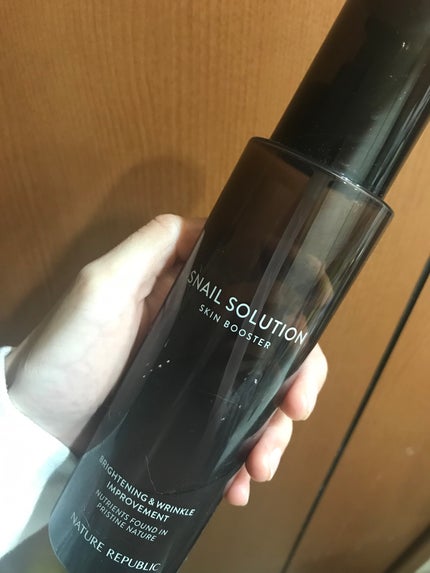 SNAIL SOLUTION
SKIN BOOSTER
BRIGHTENING & WRINKLE
IMPROVEMENT
NUTRIENTS FOUND IN
PRISTINE NATURE
NATURE REPUBLIC